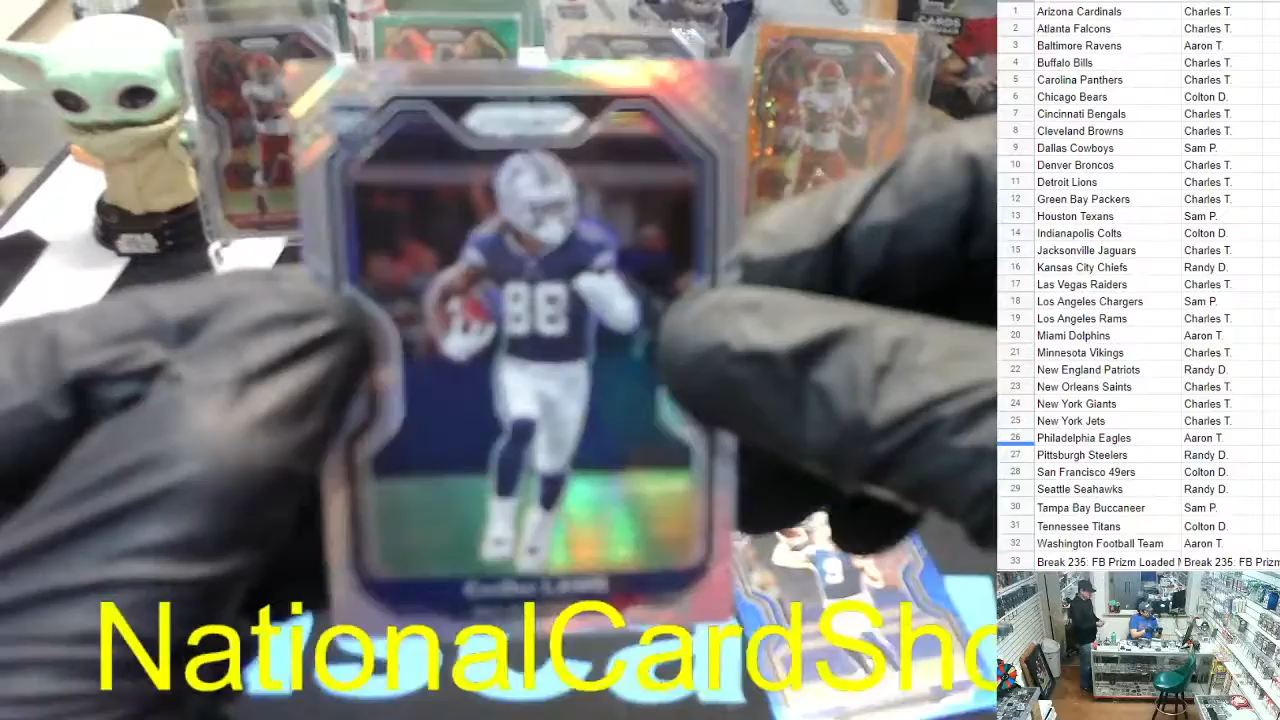 1 Arizona Cardinals Charles T.
2 Atlanta Falcons Charles T.
3 Baltimore Ravens Aaron T.
4 Buffalo Bills Charles T.
5 Carolina Panthers Charles T.
6 Chicago Bears Colton D.
7 Cincinnati Bengals Charles T.
8 Cleveland Browns Charles T.
9 Dallas Cowboys Sam P.
10 Denver Broncos Charles T.
11 Detroit Lions Charles T.
12 Green Bay Packers Charles T.
13 Houston Texans Sam P.
14 Indianapolis Colts Colton D.
15 Jacksonville Jaguars Charles T.
16 Kansas City Chiefs Randy D.
17 Las Vegas Raiders Charles T.
18 Los Angeles Chargers Sam P.
19 Los Angeles Rams Charles T.
20 Miami Dolphins Aaron T.
21 Minnesota Vikings Charles T.
22 New England Patriots Randy D.
23 New Orleans Saints Charles T.
24 New York Giants Charles T.
25 New York Jets Charles T.
26 Philadelphia Eagles Aaron T.
27 Pittsburgh Steelers Randy D.
28 San Francisco 49ers Colton D.
29 Seattle Seahawks Randy D.
30 Tampa Bay Buccaneer Sam P.
31 Tennessee Titans Colton D.
32 Washington Football Team Aaron T.
33 Break 235: FB Prizm Loaded Break 235: FB Prizm
88
NationalCardSho